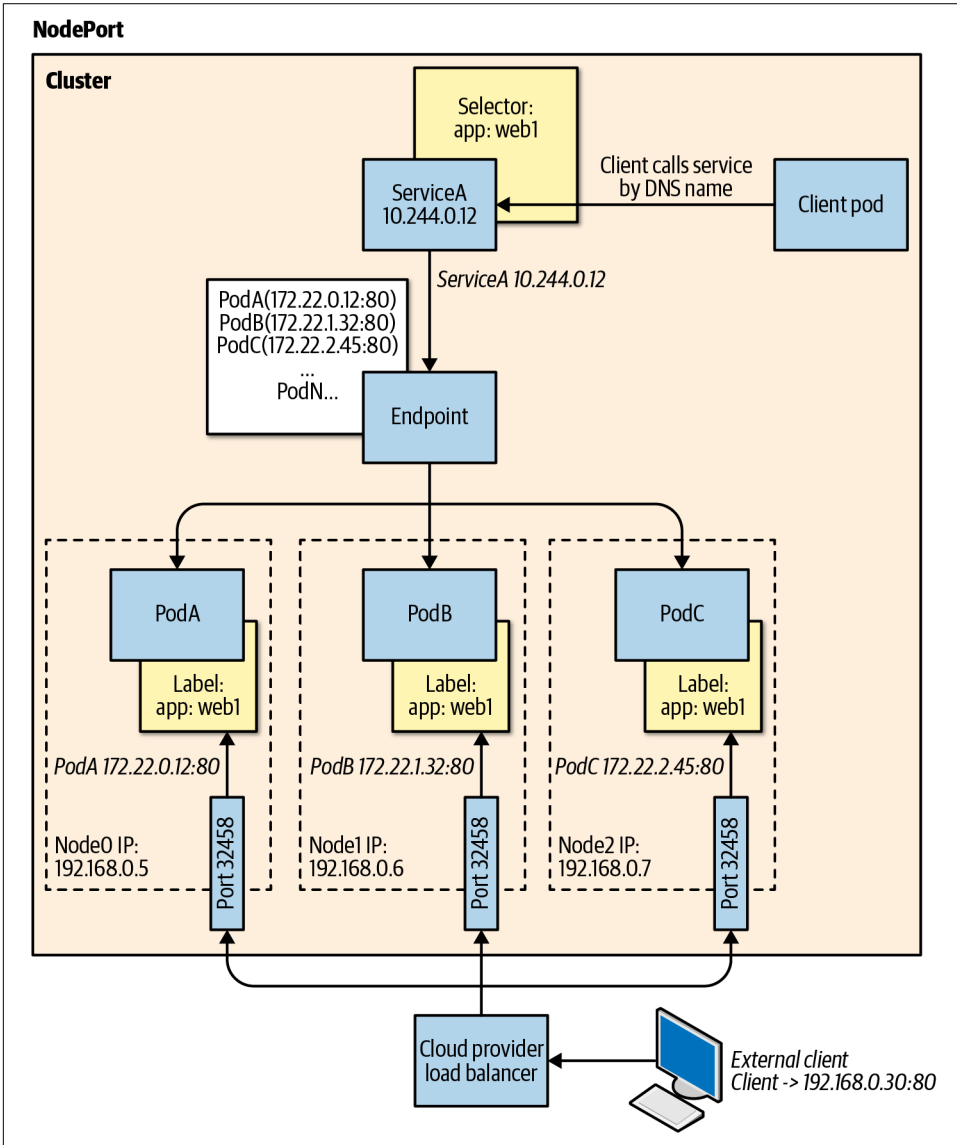 NodePort
Cluster
Selector:
app: web1
ServiceA
10.244.0.12
Client calls service
by DNS name
Client pod
ServiceA 10.244.0.12
PodA(172.22.0.12:80)
PodB(172.22.1.32:80)
PodC(172.22.2.45:80)
...
PodN...
Endpoint
PodA
Label:
app: web1
PodA 172.22.0.12:80
Node0 IP:
192.168.0.5
Port 32458
PodB
Label:
app: web1
PodB 172.22.1.32:80
Node1 IP:
192.168.0.6
Port 32458
PodC
Label:
app: web1
PodC 172.22.2.45:80
Node2 IP:
192.168.0.7
Port 32458
Cloud provider
load balancer
External client
Client -> 192.168.0.30:80